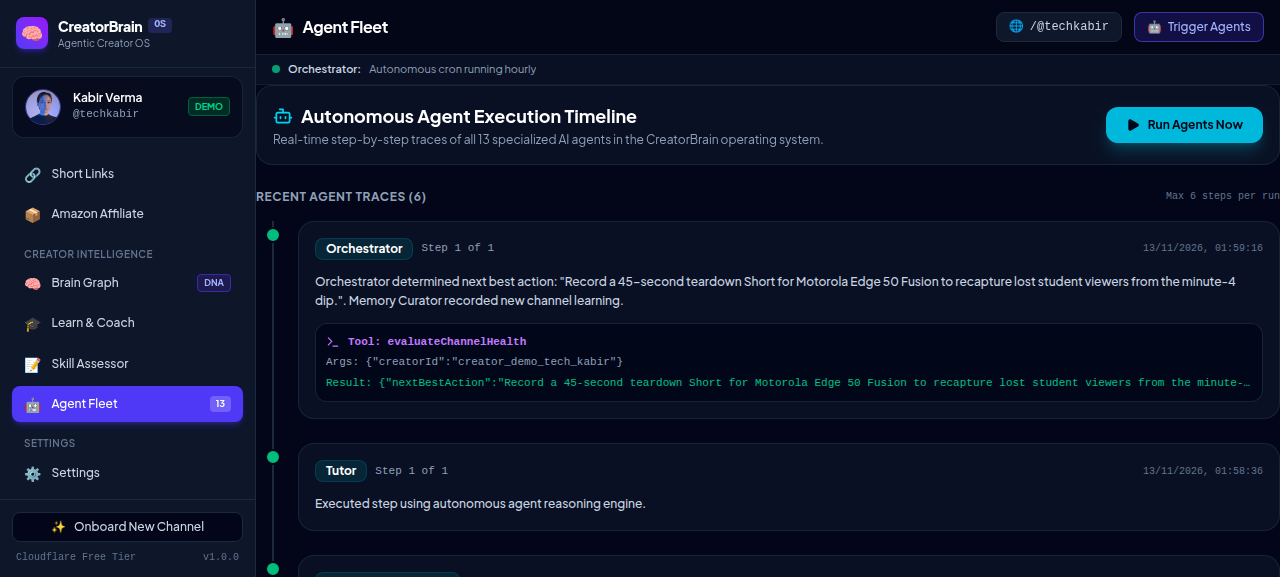 CreatorBrain OS
Agentic Creator OS
Kabir Verma
@techkabir
DEMO
Short Links
Amazon Affiliate
CREATOR INTELLIGENCE
Brain Graph DNA
Learn & Coach
Skill Assessor
Agent Fleet 13
SETTINGS
Settings
Onboard New Channel
Cloudflare Free Tier v1.0.0
Agent Fleet
/@techkabir
Trigger Agents
Orchestrator: Autonomous cron running hourly
Autonomous Agent Execution Timeline
Real-time step-by-step traces of all 13 specialized AI agents in the CreatorBrain operating system.
Run Agents Now
RECENT AGENT TRACES (6)
Max 6 steps per run
Orchestrator Step 1 of 1 13/11/2026, 01:59:16
Orchestrator determined next best action: "Record a 45-second teardown Short for Motorola Edge 50 Fusion to recapture lost student viewers from the minute-4
dip.". Memory Curator recorded new channel learning.
Tool: evaluateChannelHealth
Args: {"creatorId":"creator_demo_tech_kabir"}
Result: {"nextBestAction":"Record a 45-second teardown Short for Motorola Edge 50 Fusion to recapture lost student viewers from the minute-…
Tutor Step 1 of 1 13/11/2026, 01:58:36
Executed step using autonomous agent reasoning engine.